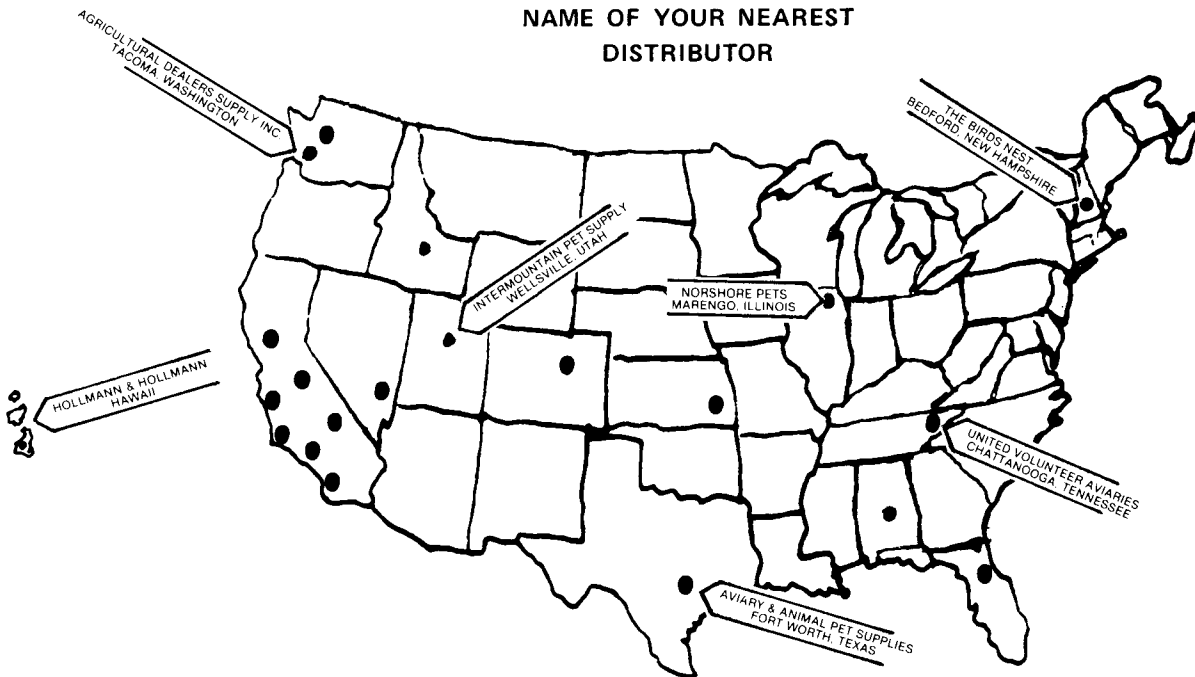 NAME OF YOUR NEAREST
DISTRIBUTOR
AGRICULTURAL DEALERS SUPPLY INC
TACOMA, WASHINGTON
THE BIRDS NEST
BEDFORD, NEW HAMPSHIRE
INTERMOUNTAIN PET SUPPLY
WELLSVILLE, UTAH
NORSHORE PETS
MARENGO, ILLINOIS
HOLLMANN & HOLLMANN
HAWAII
UNITED VOLUNTEER AVIARIES
CHATTANOOGA, TENNESSEE
AVIARY & ANIMAL PET SUPPLIES
FORT WORTH, TEXAS